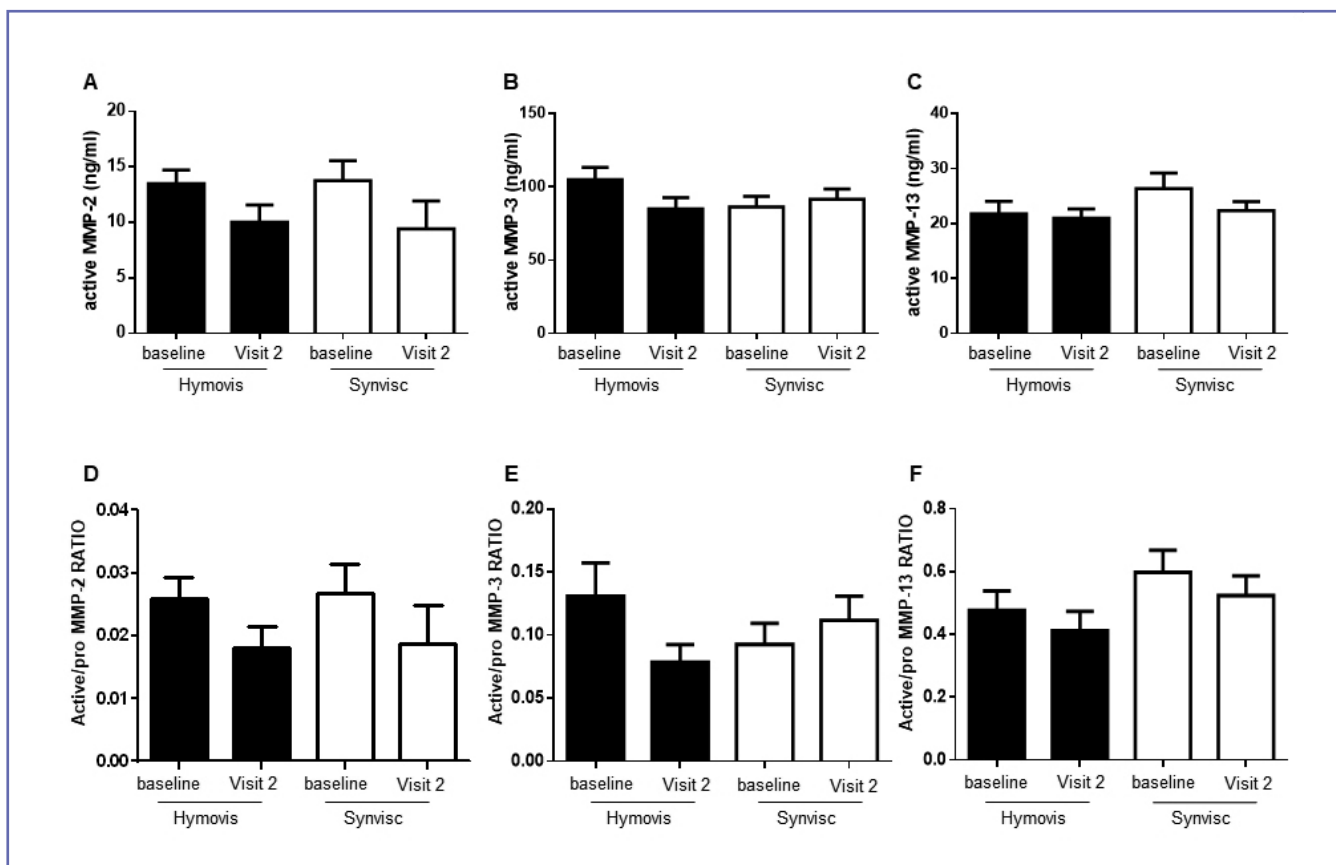 A
active MMP-2 (ng/ml)
20
15
10
5
0
baseline Visit 2 baseline Visit 2
Hymovis Synvisc
B
active MMP-3 (ng/ml)
150
100
50
0
baseline Visit 2 baseline Visit 2
Hymovis Synvisc
C
active MMP-13 (ng/ml)
40
30
20
10
0
baseline Visit 2 baseline Visit 2
Hymovis Synvisc
D
Active/pro MMP-2 RATIO
0.04
0.03
0.02
0.01
0.00
baseline Visit 2 baseline Visit 2
Hymovis Synvisc
E
Active/pro MMP-3 RATIO
0.20
0.15
0.10
0.05
0.00
baseline Visit 2 baseline Visit 2
Hymovis Synvisc
F
Active/pro MMP-13 RATIO
0.8
0.6
0.4
0.2
0.0
baseline Visit 2 baseline Visit 2
Hymovis Synvisc